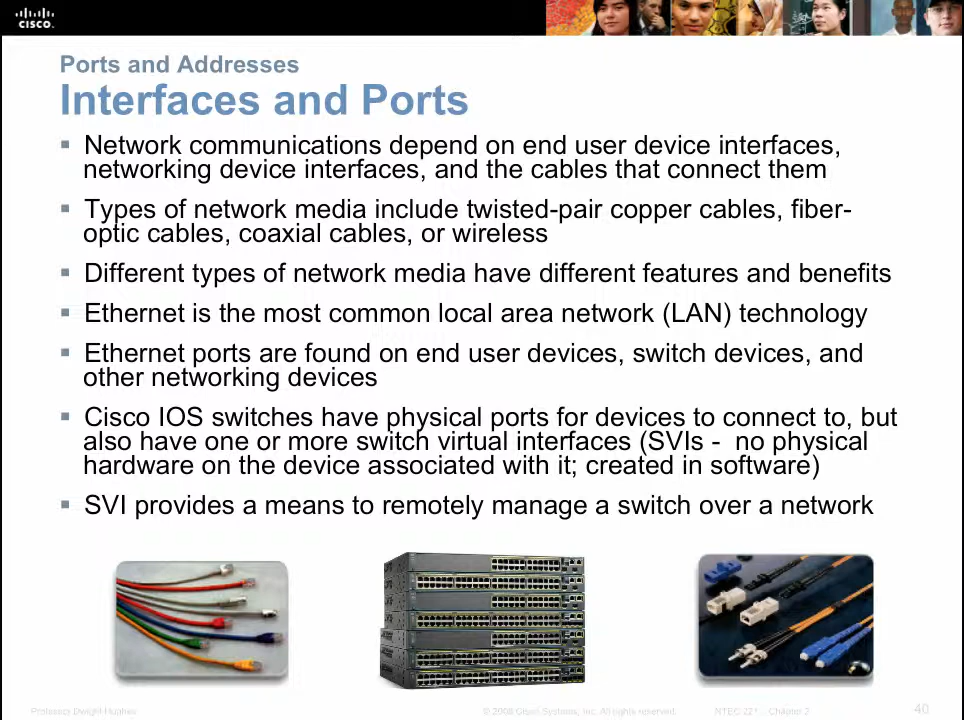 CISCO
Ports and Addresses
Interfaces and Ports
▪ Network communications depend on end user device interfaces,
networking device interfaces, and the cables that connect them
▪ Types of network media include twisted-pair copper cables, fiber-
optic cables, coaxial cables, or wireless
▪ Different types of network media have different features and benefits
▪ Ethernet is the most common local area network (LAN) technology
▪ Ethernet ports are found on end user devices, switch devices, and
other networking devices
▪ Cisco IOS switches have physical ports for devices to connect to, but
also have one or more switch virtual interfaces (SVIs - no physical
hardware on the device associated with it; created in software)
▪ SVI provides a means to remotely manage a switch over a network
Professor Dwight Hughes
© 2008 Cisco Systems, Inc. All rights reserved.
Chapter 2
40